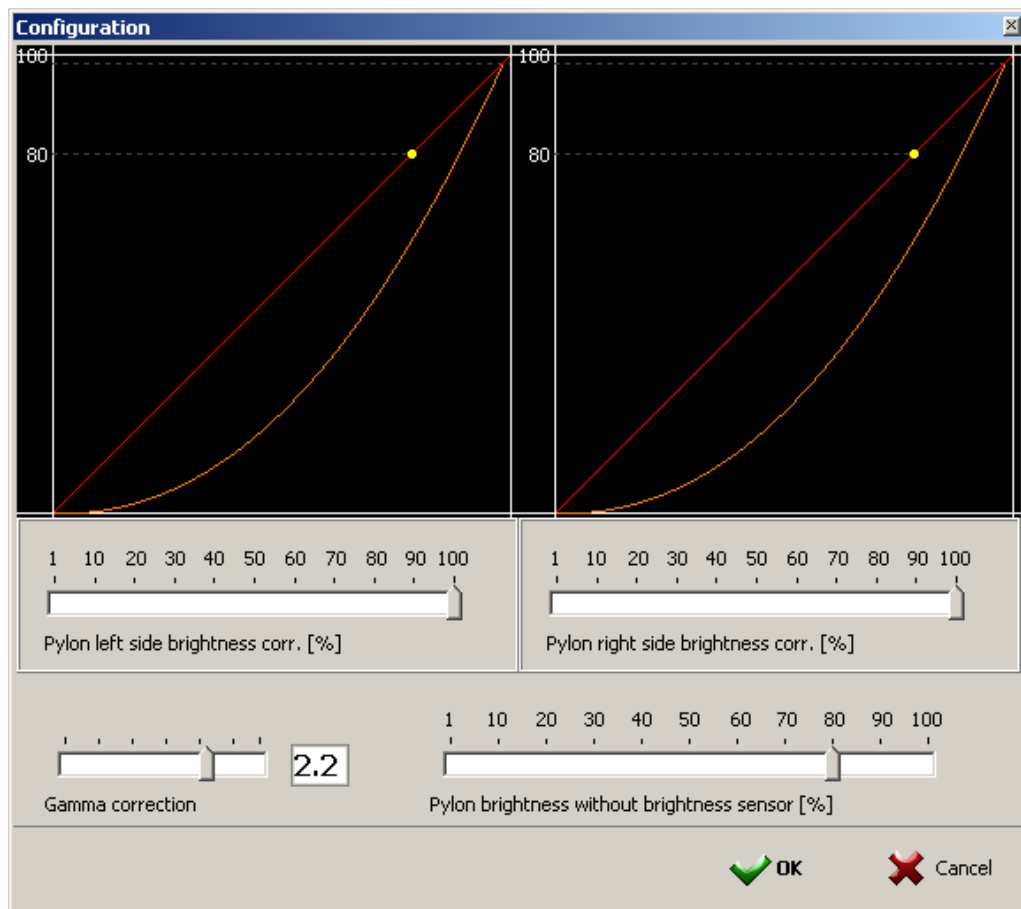 Configuration
100 100
80 80
1 10 20 30 40 50 60 70 80 90 100
Pylon left side brightness corr. [%]
1 10 20 30 40 50 60 70 80 90 100
Pylon right side brightness corr. [%]
2.2
Gamma correction
1 10 20 30 40 50 60 70 80 90 100
Pylon brightness without brightness sensor [%]
OK Cancel